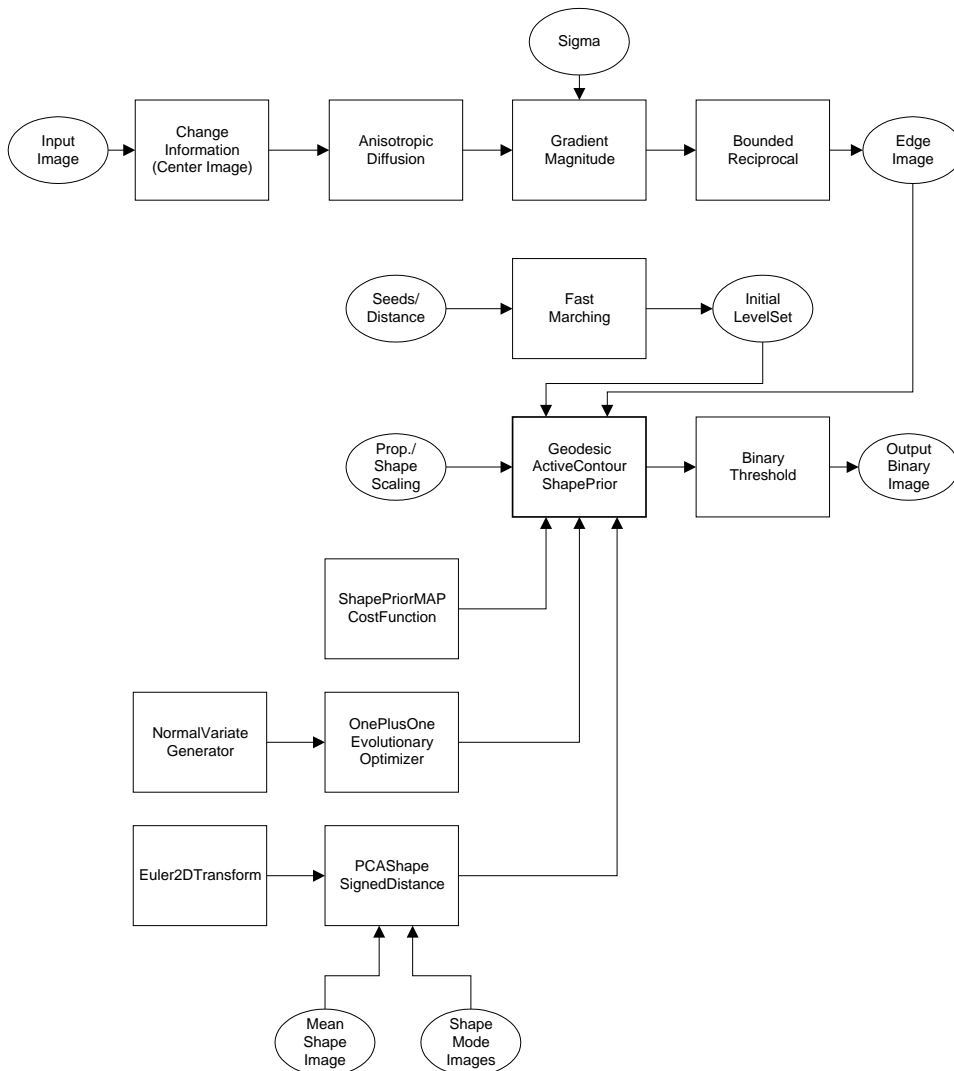 Sigma
Input
Image
Change
Information
(Center Image)
Anisotropic
Diffusion
Gradient
Magnitude
Bounded
Reciprocal
Edge
Image
Seeds/
Distance
Fast
Marching
Initial
LevelSet
Prop./
Shape
Scaling
Geodesic
ActiveContour
ShapePrior
Binary
Threshold
Output
Binary
Image
ShapePriorMAP
CostFunction
NormalVariate
Generator
OnePlusOne
Evolutionary
Optimizer
Euler2DTransform
PCAShape
SignedDistance
Mean
Shape
Image
Shape
Mode
Images